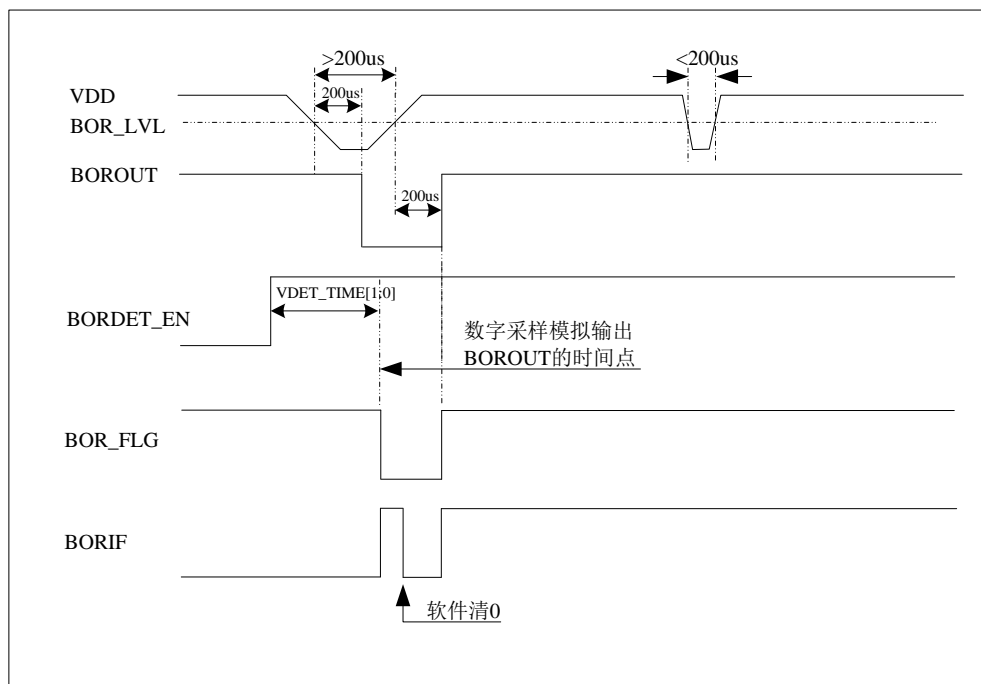 >200us
<200us
200us
VDD
BOR_LVL
BOROUT
200us
VDET_TIME[1:0]
BORDET_EN
数字采样模拟输出
BOROUT的时间点
BOR_FLG
BORIF
软件清0